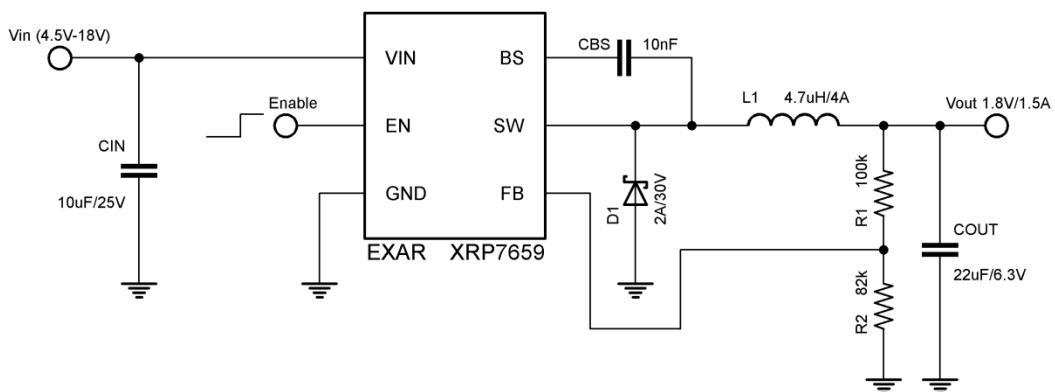 Vin (4.5V-18V)
CIN
10uF/25V
Enable
VIN
EN
GND
BS
SW
FB
EXAR XRP7659
CBS 10nF
D1
2A/30V
L1 4.7uH/4A
Vout 1.8V/1.5A
100k
R1
82k
R2
COUT
22uF/6.3V